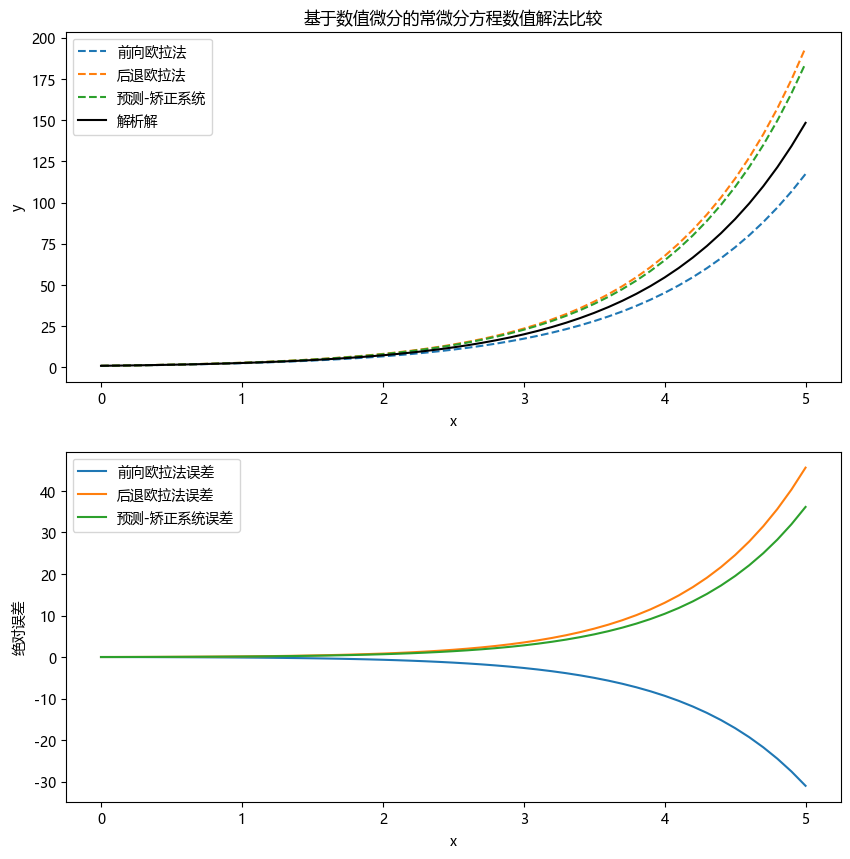 基于数值微分的常微分方程数值解法比较
200
175
150
125
100
75
50
25
0
y
前向欧拉法
后退欧拉法
预测-矫正系统
解析解
0 1 2 3 4 5
x
40
30
20
10
0
-10
-20
-30
绝对误差
前向欧拉法误差
后退欧拉法误差
预测-矫正系统误差
0 1 2 3 4 5
x